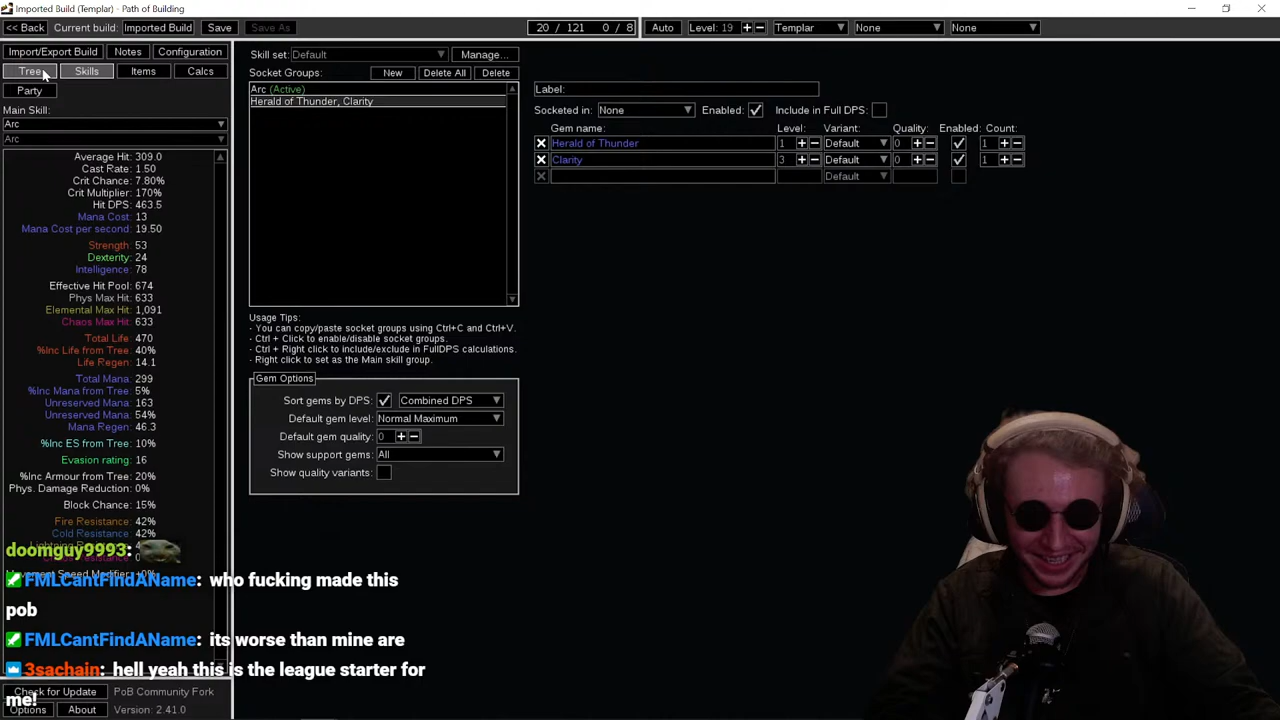 Imported Build (Templar) - Path of Building
<< Back Current build: Imported Build Save Save As 20 / 121 0 / 8 Auto Level: 19 + - Templar None None
Import/Export Build Notes Configuration
Tree Skills Items Calcs
Party
Main Skill:
Arc
Arc
Average Hit: 309.0
Cast Rate: 1.50
Crit Chance: 7.80%
Crit Multiplier: 170%
Hit DPS: 463.5
Mana Cost: 13
Mana Cost per second: 19.50
Strength: 53
Dexterity: 24
Intelligence: 78
Effective Hit Pool: 674
Phys Max Hit: 633
Elemental Max Hit: 1,091
Chaos Max Hit: 633
Total Life: 470
%Inc Life from Tree: 40%
Life Regen: 14.1
Total Mana: 299
%Inc Mana from Tree: 5%
Unreserved Mana: 163
Unreserved Mana: 54%
Mana Regen: 46.3
%Inc ES from Tree: 10%
Evasion rating: 16
%Inc Armour from Tree: 20%
Phys. Damage Reduction: 0%
Block Chance: 15%
Fire Resistance: 42%
Cold Resistance: 42%
doomguy9993:
FMLCantFindAName: who fucking made this
pob
FMLCantFindAName: its worse than mine are
3sachain: hell yeah this is the league starter for
me!
Check for Update PoB Community Fork
Options About Version: 2.41.0
Skill set: Default Manage...
Socket Groups: New Delete All Delete
Arc (Active)
Herald of Thunder, Clarity
Usage Tips:
- You can copy/paste socket groups using Ctrl+C and Ctrl+V.
- Ctrl + Click to enable/disable socket groups.
- Ctrl + Right click to include/exclude in FullDPS calculations.
- Right click to set as the Main skill group.
Gem Options
Sort gems by DPS: Combined DPS
Default gem level: Normal Maximum
Default gem quality: 0 + -
Show support gems: All
Show quality variants:
Label:
Socketed in: None Enabled: Include in Full DPS:
Gem name: Level: Variant: Quality: Enabled: Count:
Herald of Thunder 1 + - Default 0 + - 1 + -
Clarity 3 + - Default 0 + - 1 + -
Default